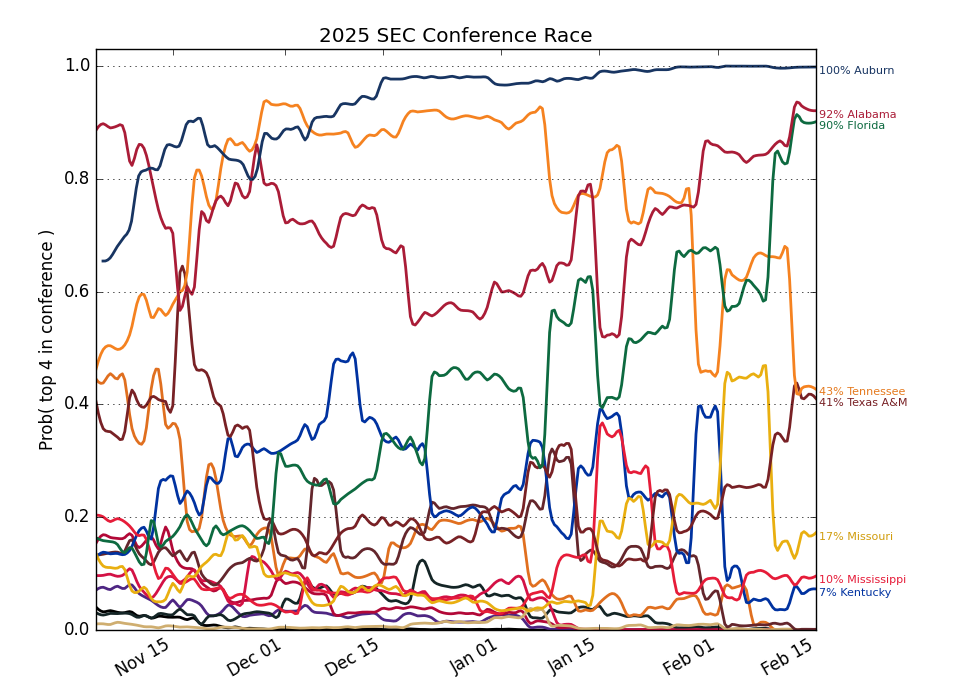 2025 SEC Conference Race
Prob( top 4 in conference )
1.0
0.8
0.6
0.4
0.2
0.0
Nov 15
Dec 01
Dec 15
Jan 01
Jan 15
Feb 01
Feb 15
100% Auburn
92% Alabama
90% Florida
43% Tennessee
41% Texas A&M
17% Missouri
10% Mississippi
7% Kentucky